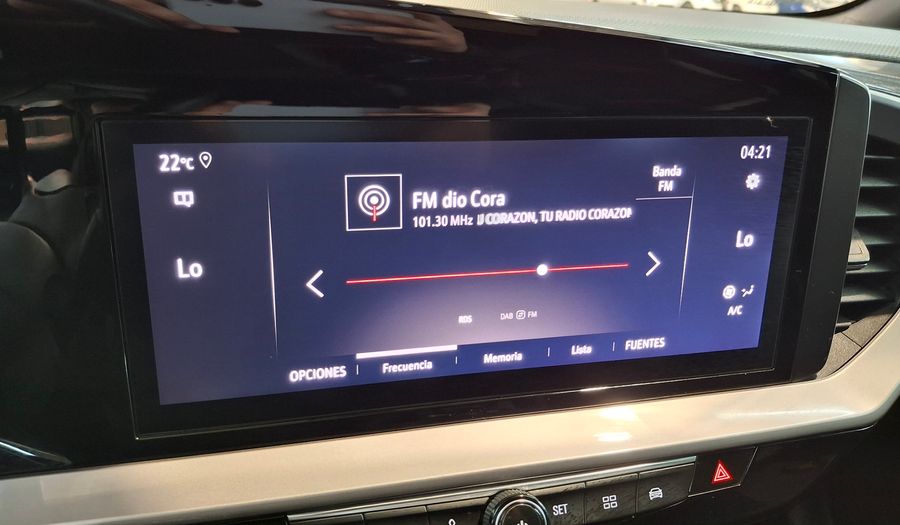 22°C
04:21
FM dio Cora
Banda
FM
101.30 MHz CORAZON, TU RADIO CORAZON
Lo
Lo
RDS
DAB FM
A/C
OPCIONES
Frecuencia
Memoria
Lista
FUENTES
SET